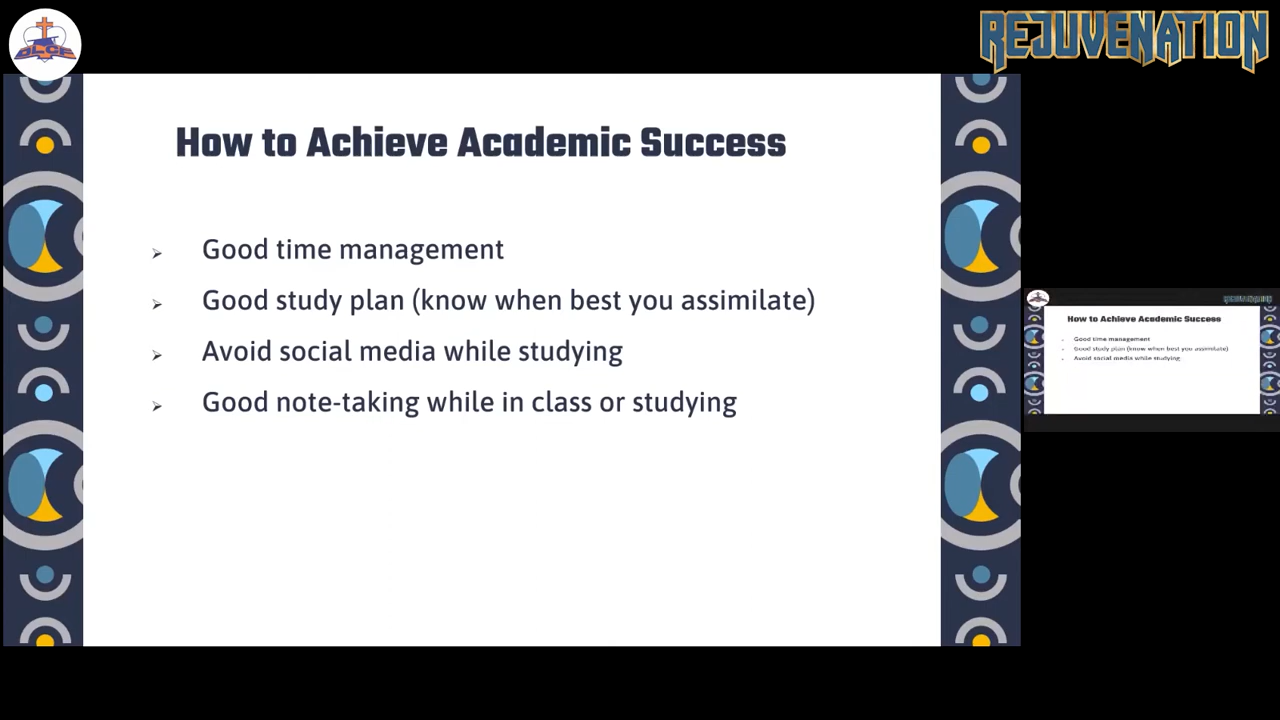 DLCF
REJUVENATION
How to Achieve Academic Success
➢ Good time management
➢ Good study plan (know when best you assimilate)
➢ Avoid social media while studying
➢ Good note-taking while in class or studying
REJUVENATION
How to Achieve Academic Success
Good time management
Good study plan (know when best you assimilate)
Avoid social media while studying